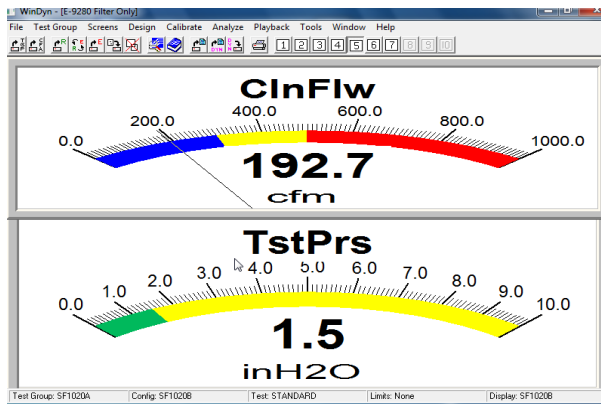 WinDyn - [E-9280 Filter Only]
File Test Group Screens Design Calibrate Analyze Playback Tools Window Help
1 2 3 4 5 6 7 8 9 10
ClnFlw
0.0 200.0 400.0 600.0 800.0 1000.0
192.7
cfm
TstPrs
0.0 1.0 2.0 3.0 4.0 5.0 6.0 7.0 8.0 9.0 10.0
1.5
inH2O
Test Group: SF1020A Config: SF1020B Test: STANDARD Limits: None Display: SF1020B